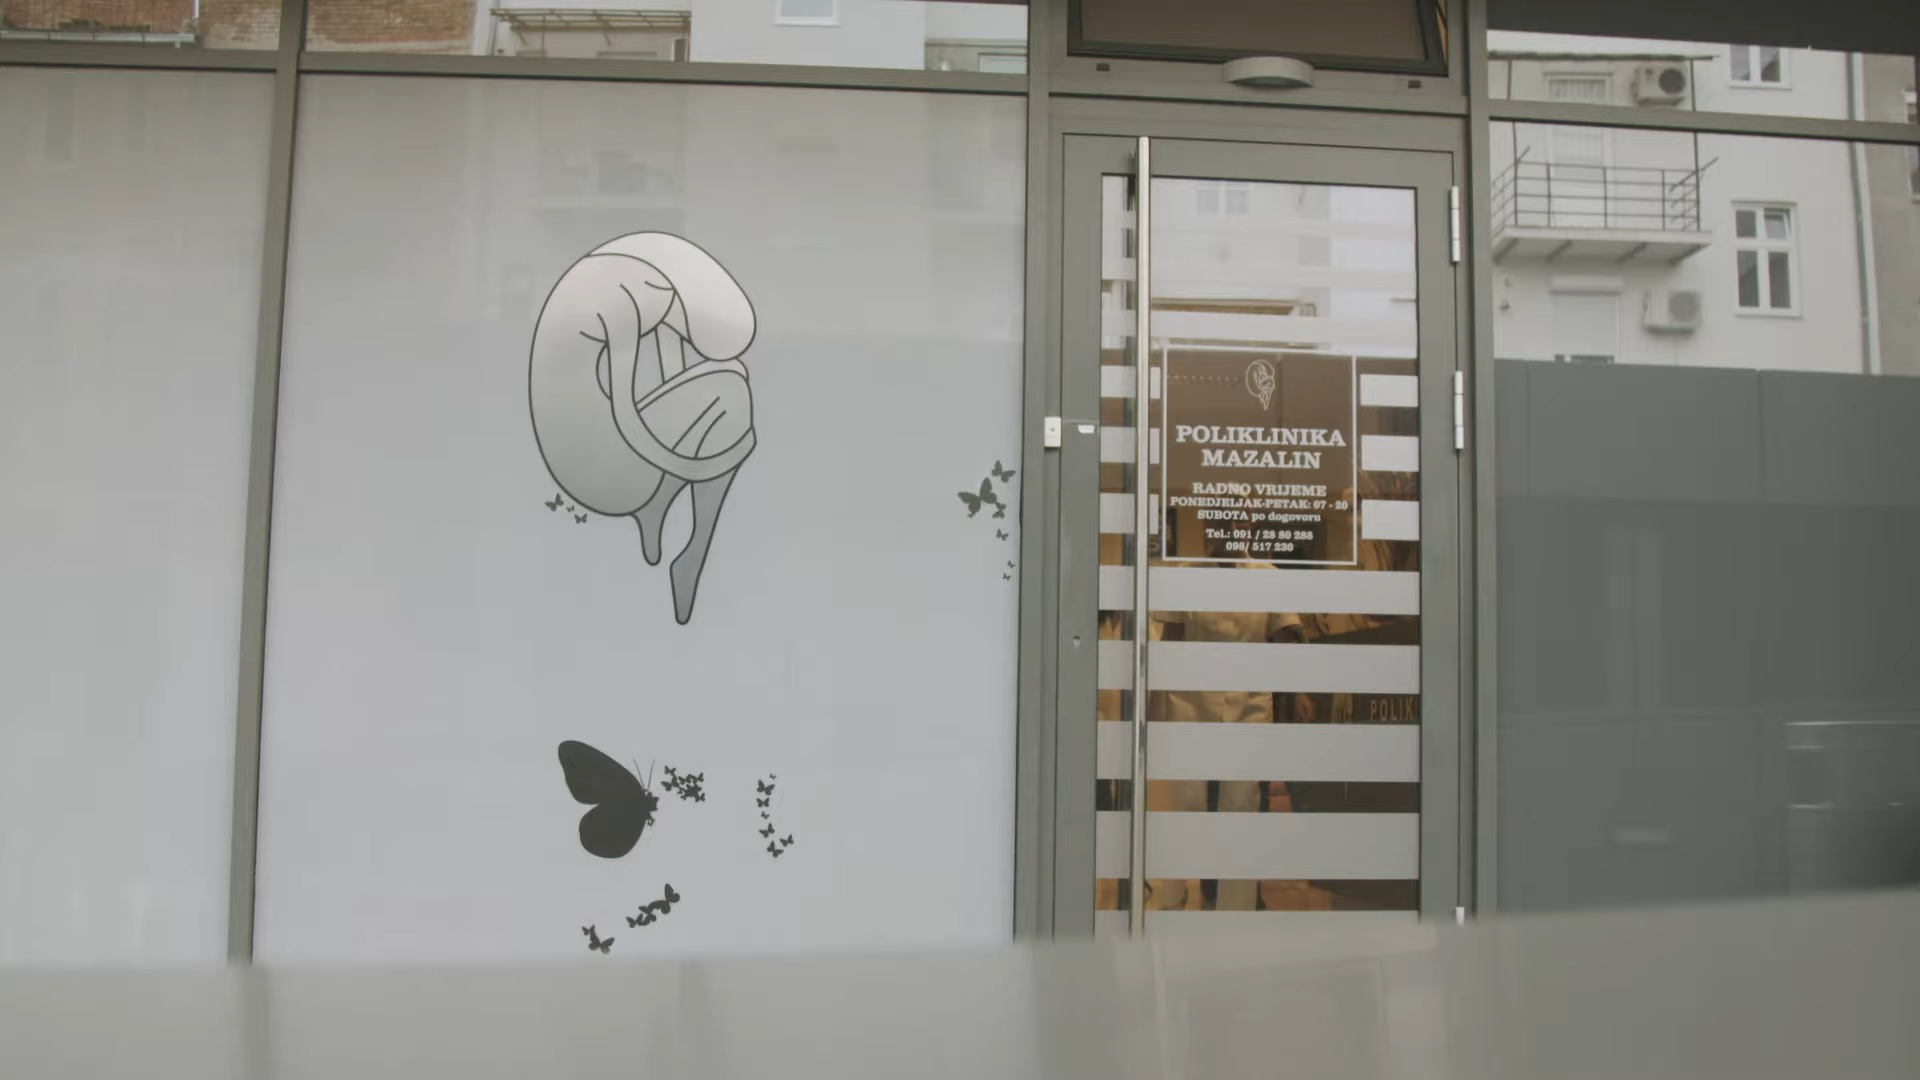 POLIKLINIKA
MAZALIN
RADNO VRIJEME
PONEDJELJAK-PETAK: 07 - 20
SUBOTA po dogovoru
Tel.: 091 / 28 80 288
098/ 517 230
POLIK